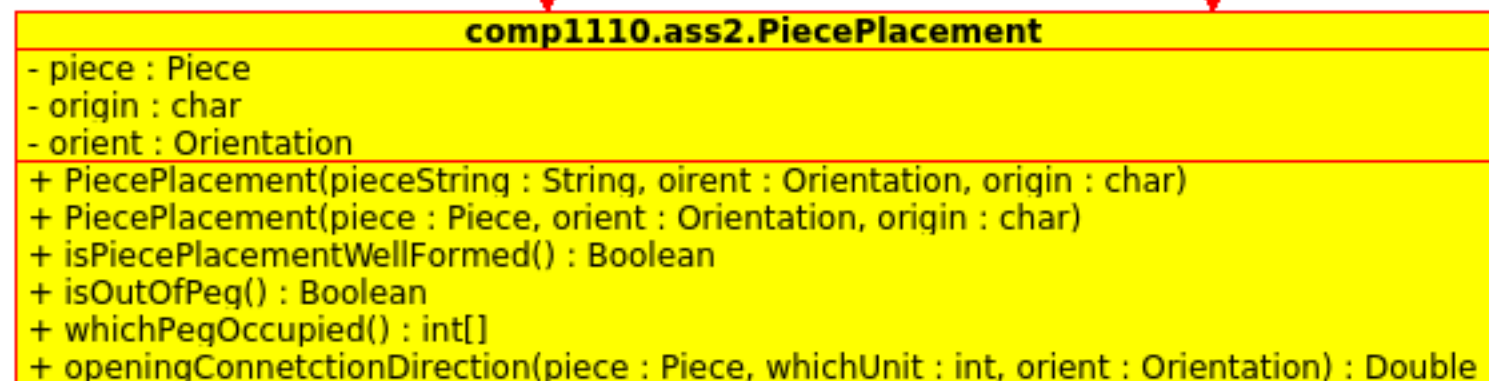 comp1110.ass2.PiecePlacement
- piece : Piece
- origin : char
- orient : Orientation
+ PiecePlacement(pieceString : String, oirent : Orientation, origin : char)
+ PiecePlacement(piece : Piece, orient : Orientation, origin : char)
+ isPiecePlacementWellFormed() : Boolean
+ isOutOfPeg() : Boolean
+ whichPegOccupied() : int[]
+ openingConnetctionDirection(piece : Piece, whichUnit : int, orient : Orientation) : Double